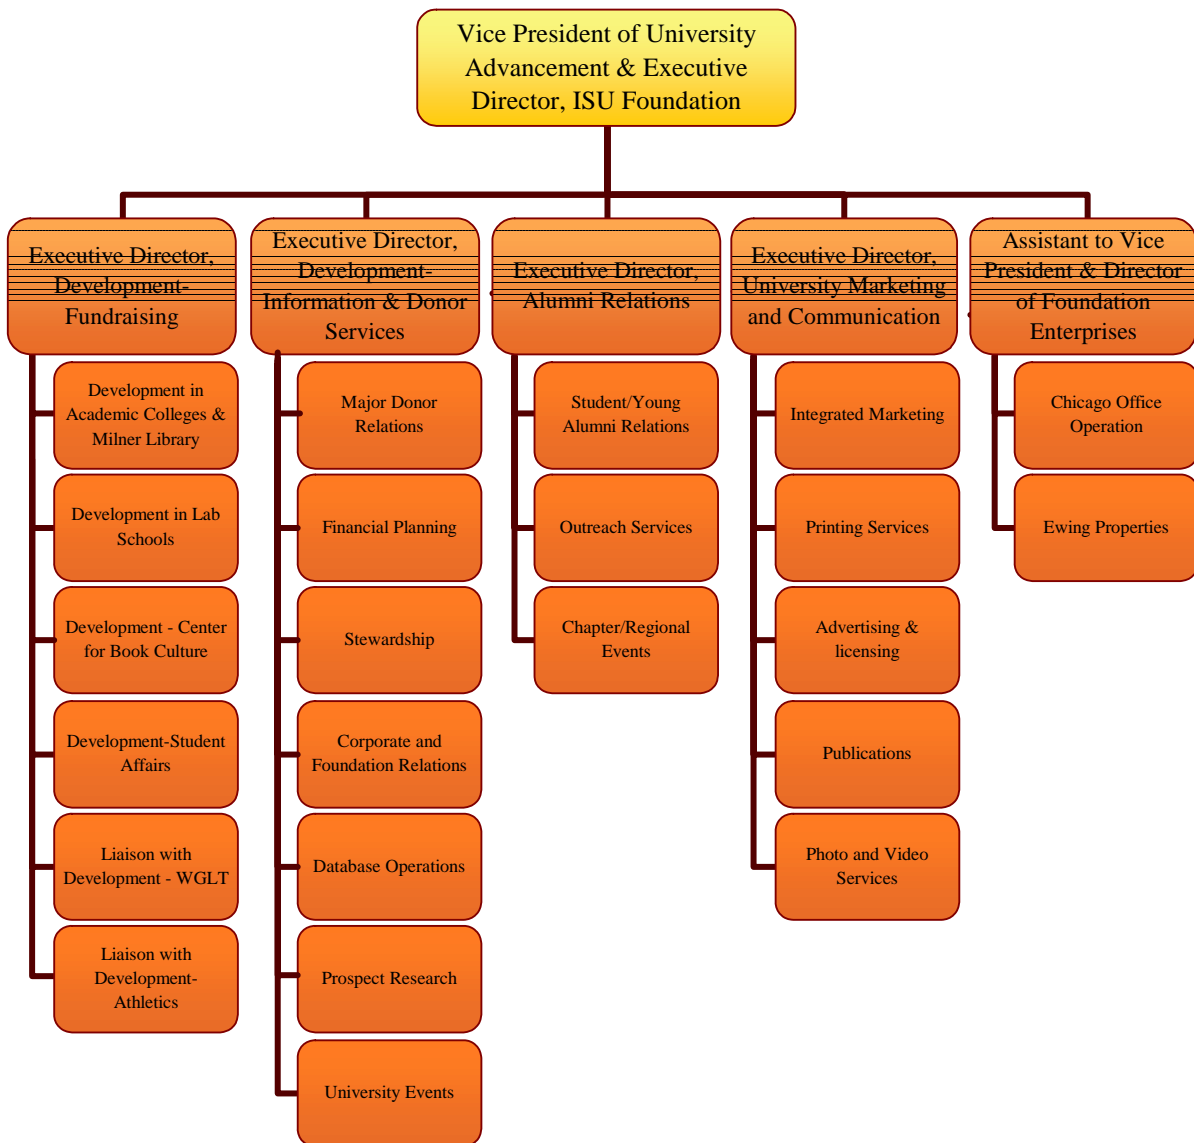 Vice President of University
Advancement & Executive
Director, ISU Foundation
Executive Director,
Development-
Fundraising
Development in
Academic Colleges &
Milner Library
Development in Lab
Schools
Development - Center
for Book Culture
Development-Student
Affairs
Liaison with
Development - WGLT
Liaison with
Development-
Athletics
Executive Director,
Development-
Information & Donor
Services
Major Donor
Relations
Financial Planning
Stewardship
Corporate and
Foundation Relations
Database Operations
Prospect Research
University Events
Executive Director,
Alumni Relations
Student/Young
Alumni Relations
Outreach Services
Chapter/Regional
Events
Executive Director,
University Marketing
and Communication
Integrated Marketing
Printing Services
Advertising &
licensing
Publications
Photo and Video
Services
Assistant to Vice
President & Director
of Foundation
Enterprises
Chicago Office
Operation
Ewing Properties